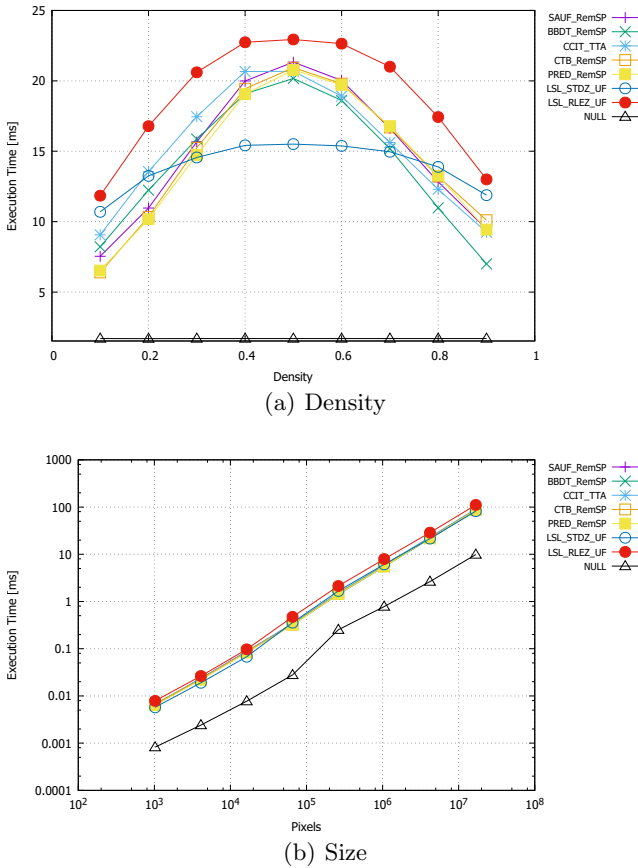 25
20
15
10
5
Execution Time [ms]
0
0.2
0.4
0.6
0.8
1
Density
SAUF_RemSP
BBDT_RemSP
CCIT_TTA
CTB_RemSP
PRED_RemSP
LSL_STDZ_UF
LSL_RLEZ_UF
NULL
(a) Density
1000
100
10
1
0.1
0.01
0.001
0.0001
Execution Time [ms]
10²
10³
10⁴
10⁵
10⁶
10⁷
10⁸
Pixels
SAUF_RemSP
BBDT_RemSP
CCIT_TTA
CTB_RemSP
PRED_RemSP
LSL_STDZ_UF
LSL_RLEZ_UF
NULL
(b) Size